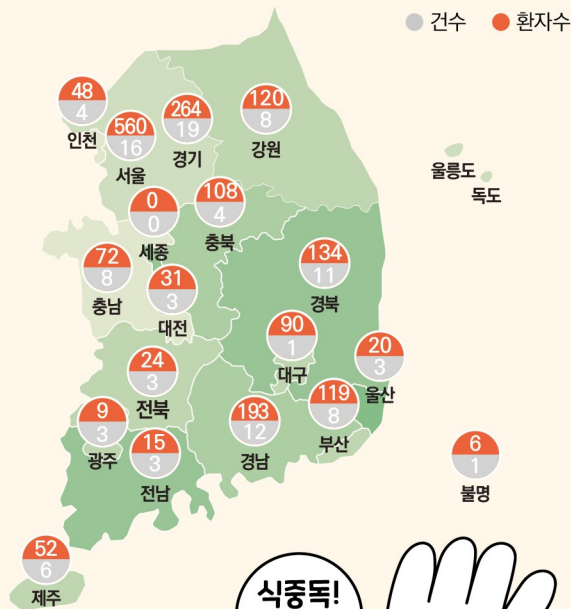 건수 환자수
48
4
인천
560
16
서울
264
19
경기
120
8
강원
울릉도
독도
0
0
세종
108
4
충북
72
8
충남
31
3
대전
134
11
경북
90
1
대구
20
3
울산
24
3
전북
9
3
광주
15
3
전남
193
12
경남
119
8
부산
6
1
불명
52
6
제주
식중독!